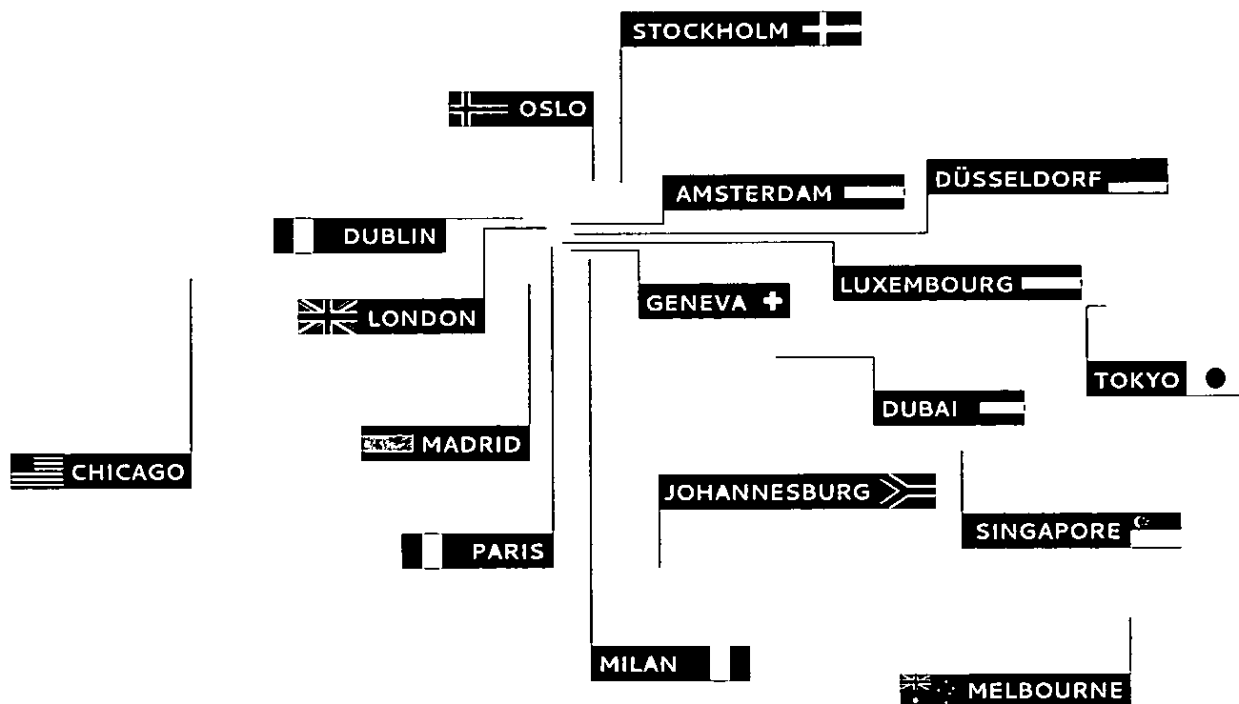 STOCKHOLM
OSLO
AMSTERDAM
DÜSSELDORF
DUBLIN
LUXEMBOURG
GENEVA
LONDON
TOKYO
DUBAI
MADRID
CHICAGO
JOHANNESBURG
SINGAPORE
PARIS
MILAN
MELBOURNE